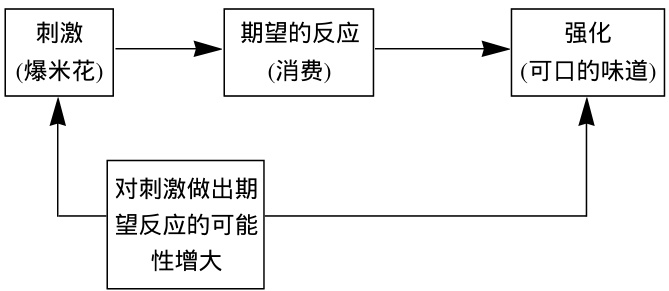 刺激
(爆米花)
期望的反应
(消费)
强化
(可口的味道)
对刺激做出期
望反应的可能
性增大